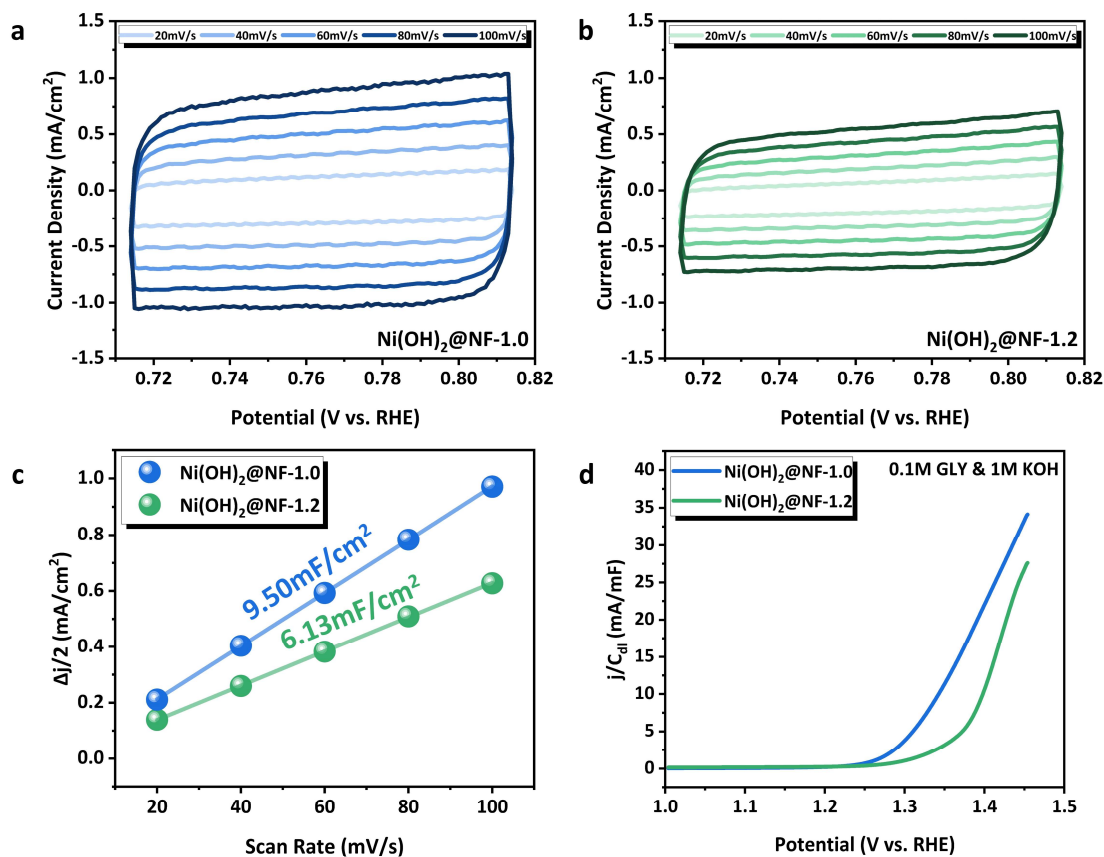 a
20mV/s 40mV/s 60mV/s 80mV/s 100mV/s
1.5
1.0
0.5
0.0
-0.5
-1.0
-1.5
Current Density (mA/cm²)
Ni(OH)₂@NF-1.0
0.72 0.74 0.76 0.78 0.80 0.82
Potential (V vs. RHE)
b
20mV/s 40mV/s 60mV/s 80mV/s 100mV/s
1.5
1.0
0.5
0.0
-0.5
-1.0
-1.5
Current Density (mA/cm²)
Ni(OH)₂@NF-1.2
0.72 0.74 0.76 0.78 0.80 0.82
Potential (V vs. RHE)
c
Ni(OH)₂@NF-1.0
Ni(OH)₂@NF-1.2
1.0
0.8
0.6
0.4
0.2
0.0
Δj/2 (mA/cm²)
9.50mF/cm²
6.13mF/cm²
20 40 60 80 100
Scan Rate (mV/s)
d
Ni(OH)₂@NF-1.0
Ni(OH)₂@NF-1.2
0.1M GLY & 1M KOH
40
35
30
25
20
15
10
5
0
j/C_dl (mA/mF)
1.0 1.1 1.2 1.3 1.4 1.5
Potential (V vs. RHE)